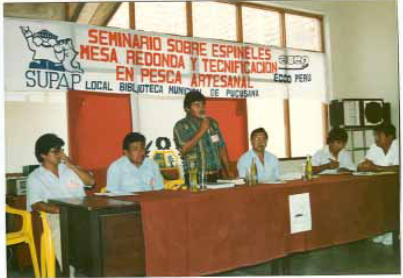 SEMINARIO SOBRE ESPINELES
MESA REDONDA Y TECNIFICACION
EN PESCA ARTESANAL
LOCAL BIBLIOTECA MUNICIPAL DE PUCUSANA
SUPAP
ECCO PERU